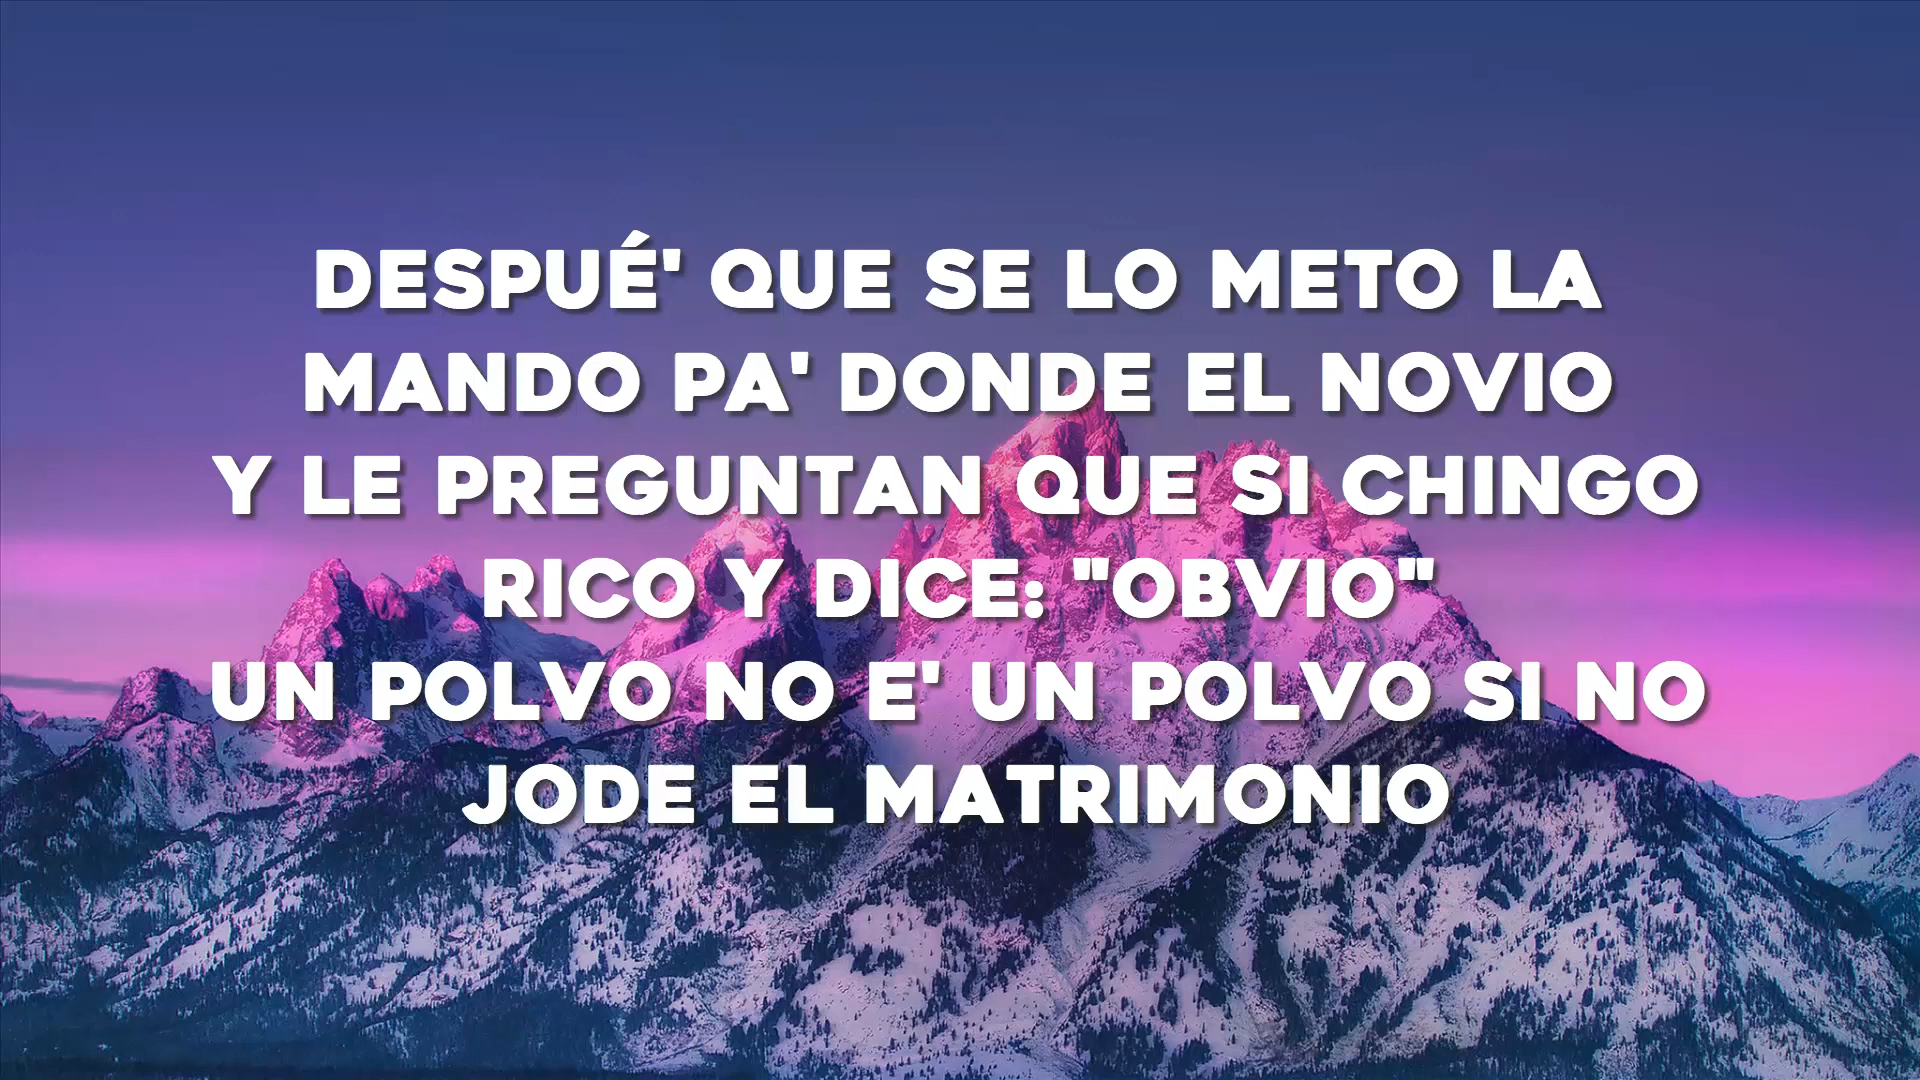 DESPUÉ' QUE SE LO METO LA
MANDO PA' DONDE EL NOVIO
Y LE PREGUNTAN QUE SI CHINGO
RICO Y DICE: "OBVIO"
UN POLVO NO E' UN POLVO SI NO
JODE EL MATRIMONIO